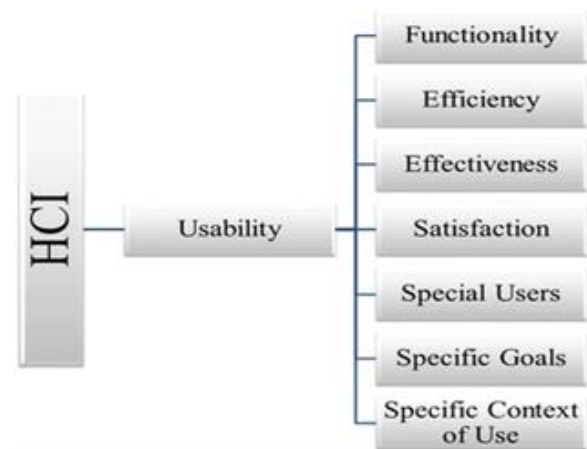 HCI
Usability
Functionality
Efficiency
Effectiveness
Satisfaction
Special Users
Specific Goals
Specific Context
of Use